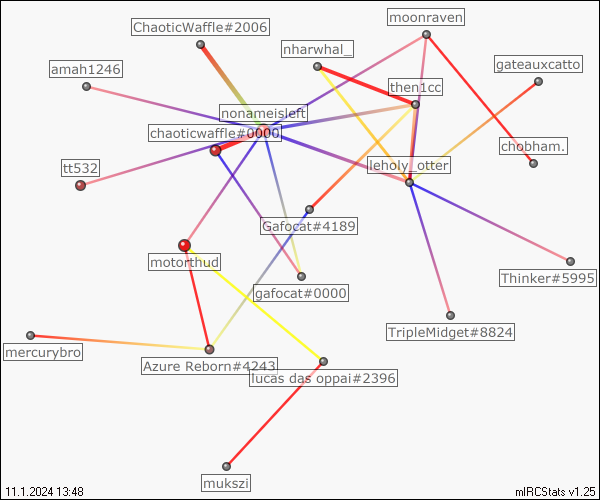 moonraven
ChaoticWaffle#2006
nharwhal_
amah1246
gateauxcatto
then1cc
nonameisleft
chaoticwaffle#0000
chobham.
tt532
leholy_otter
Gafocat#4189
motorthud
Thinker#5995
gafocat#0000
TripleMidget#8824
mercurybro
Azure Reborn#4243
lucas das oppai#2396
mukszi
11.1.2024 13:48
mIRCStats v1.25